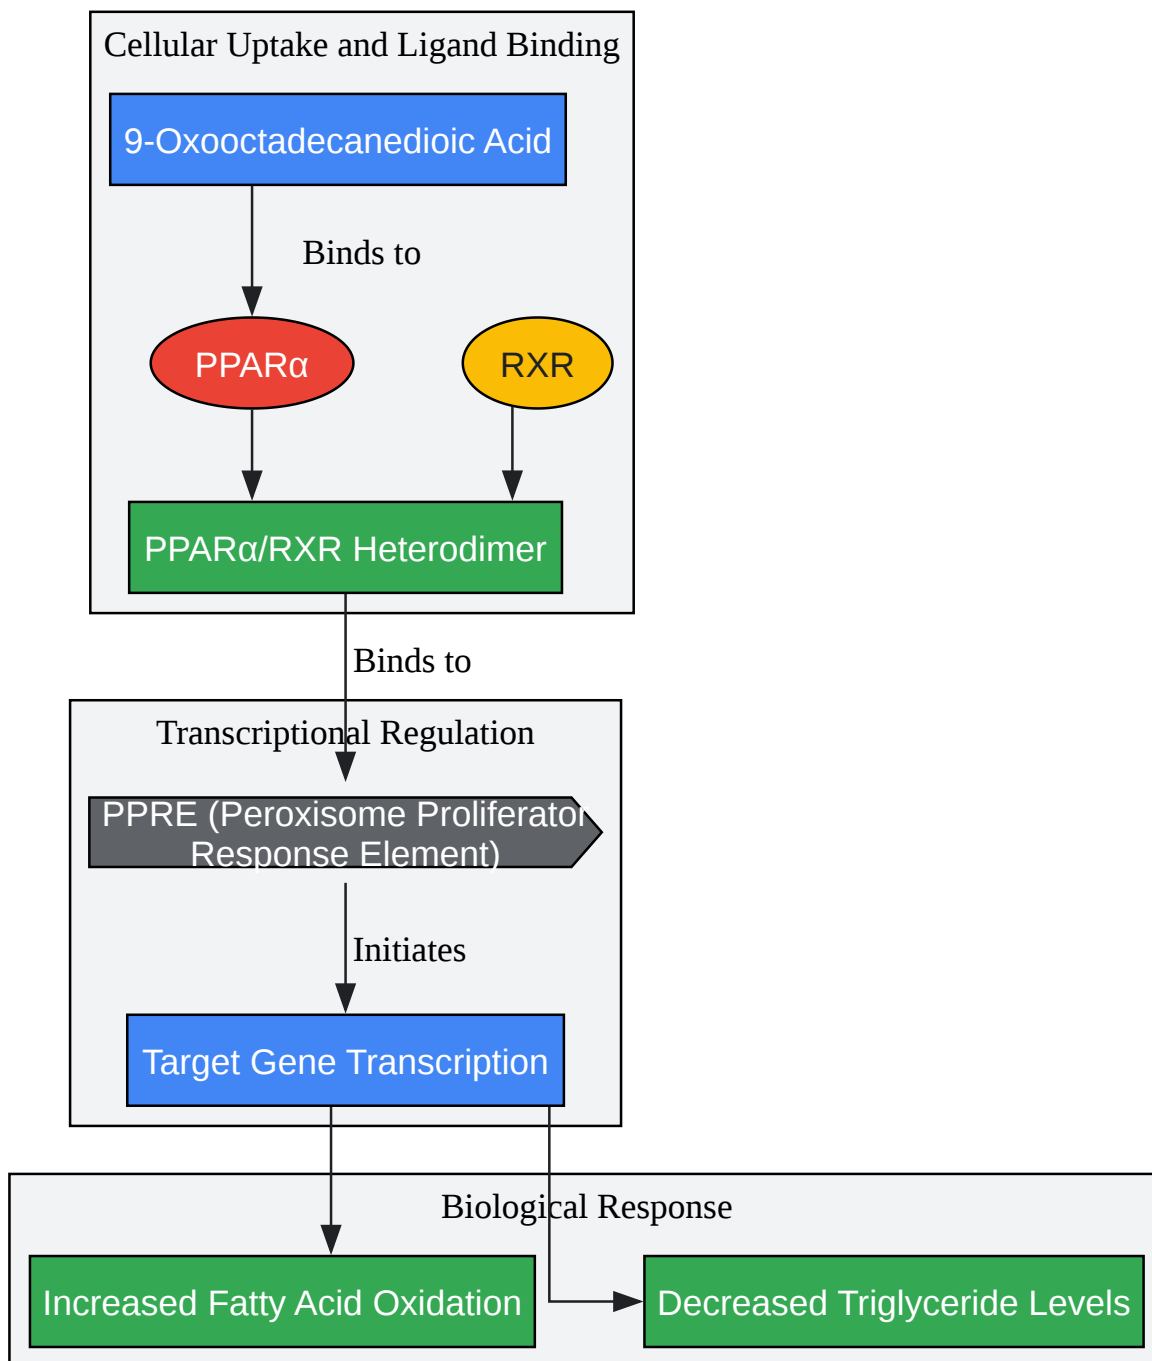 Cellular Uptake and Ligand Binding
9-Oxooctadecanedioic Acid
Binds to
PPARα
RXR
PPARα/RXR Heterodimer
Binds to
Transcriptional Regulation
PPRE (Peroxisome Proliferator
Response Element)
Initiates
Target Gene Transcription
Biological Response
Increased Fatty Acid Oxidation
Decreased Triglyceride Levels